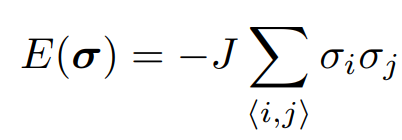 E(𝝈) = −J ∑_{⟨i,j⟩} σ_i σ_j